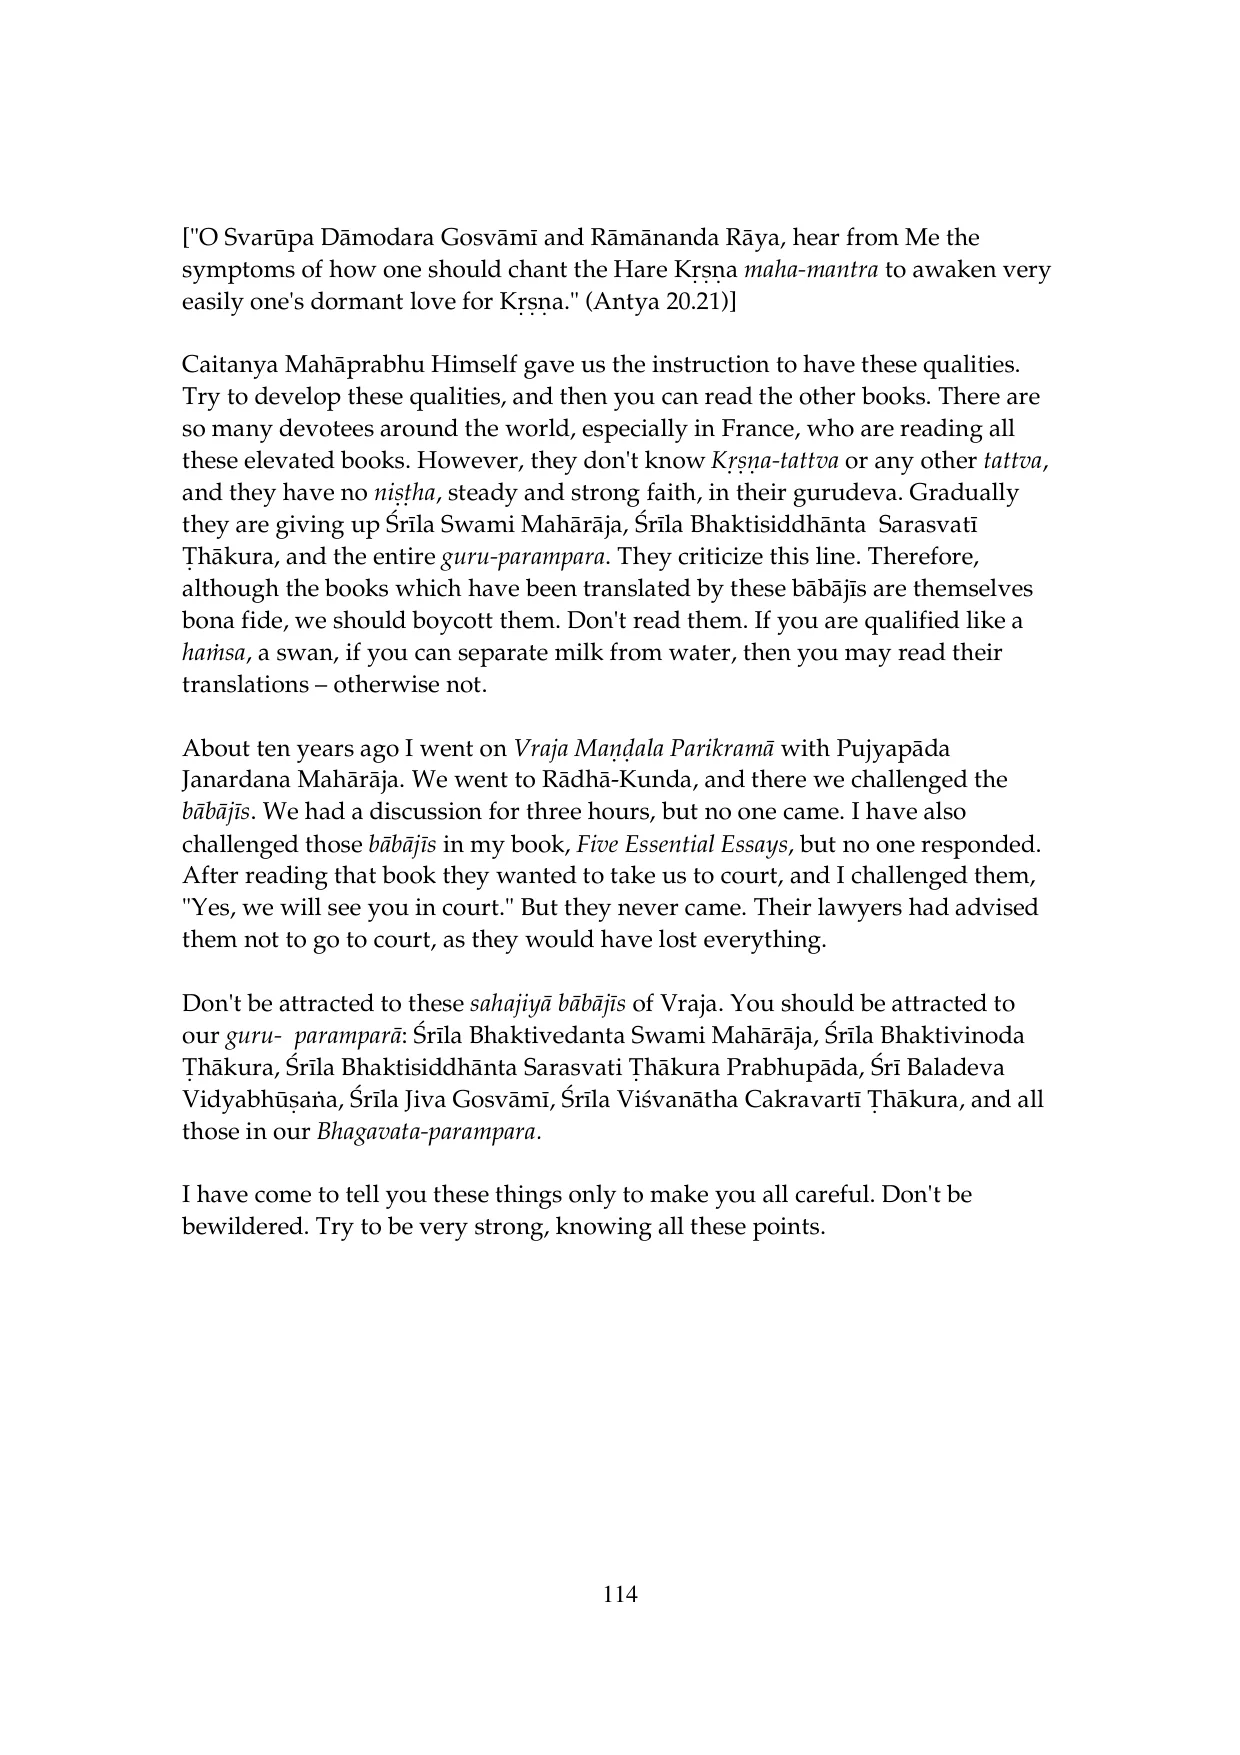 ["O Svarūpa Dāmodara Gosvāmī and Rāmānanda Rāya, hear from Me the
symptoms of how one should chant the Hare Kṛṣṇa maha-mantra to awaken very
easily one's dormant love for Kṛṣṇa." (Antya 20.21)]
Caitanya Mahāprabhu Himself gave us the instruction to have these qualities.
Try to develop these qualities, and then you can read the other books. There are
so many devotees around the world, especially in France, who are reading all
these elevated books. However, they don't know Kṛṣṇa-tattva or any other tattva,
and they have no niṣṭha, steady and strong faith, in their gurudeva. Gradually
they are giving up Śrīla Swami Mahārāja, Śrīla Bhaktisiddhānta  Sarasvatī
Ṭhākura, and the entire guru-parampara. They criticize this line. Therefore,
although the books which have been translated by these bābājīs are themselves
bona fide, we should boycott them. Don't read them. If you are qualified like a
haṁsa, a swan, if you can separate milk from water, then you may read their
translations – otherwise not.
About ten years ago I went on Vraja Maṇḍala Parikramā with Pujyapāda
Janardana Mahārāja. We went to Rādhā-Kunda, and there we challenged the
bābājīs. We had a discussion for three hours, but no one came. I have also
challenged those bābājīs in my book, Five Essential Essays, but no one responded.
After reading that book they wanted to take us to court, and I challenged them,
"Yes, we will see you in court." But they never came. Their lawyers had advised
them not to go to court, as they would have lost everything.
Don't be attracted to these sahajiyā bābājīs of Vraja. You should be attracted to
our guru-  paramparā: Śrīla Bhaktivedanta Swami Mahārāja, Śrīla Bhaktivinoda
Ṭhākura, Śrīla Bhaktisiddhānta Sarasvati Ṭhākura Prabhupāda, Śrī Baladeva
Vidyabhūṣaṅa, Śrīla Jiva Gosvāmī, Śrīla Viśvanātha Cakravartī Ṭhākura, and all
those in our Bhagavata-parampara.
I have come to tell you these things only to make you all careful. Don't be
bewildered. Try to be very strong, knowing all these points.
114